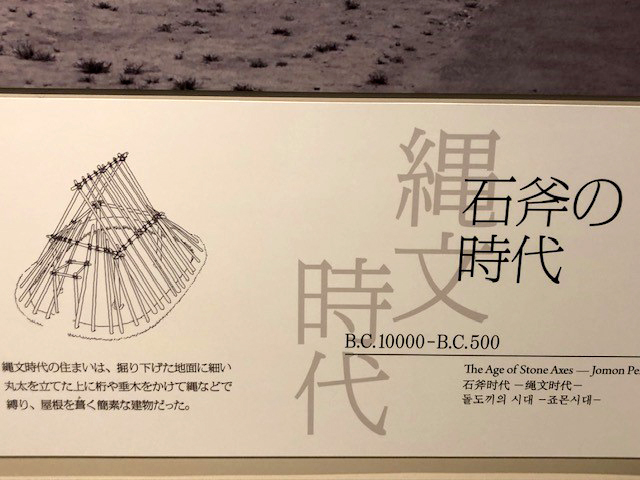 縄文
時代
石斧の
時代
B.C.10000-B.C.500
The Age of Stone Axes — Jomon Pe
石斧时代 －绳文时代－
돌도끼의 시대 －죠몬시대－
縄文時代の住まいは、掘り下げた地面に細い
丸太を立てた上に桁や垂木をかけて縄などで
縛り、屋根を葺く簡素な建物だった。